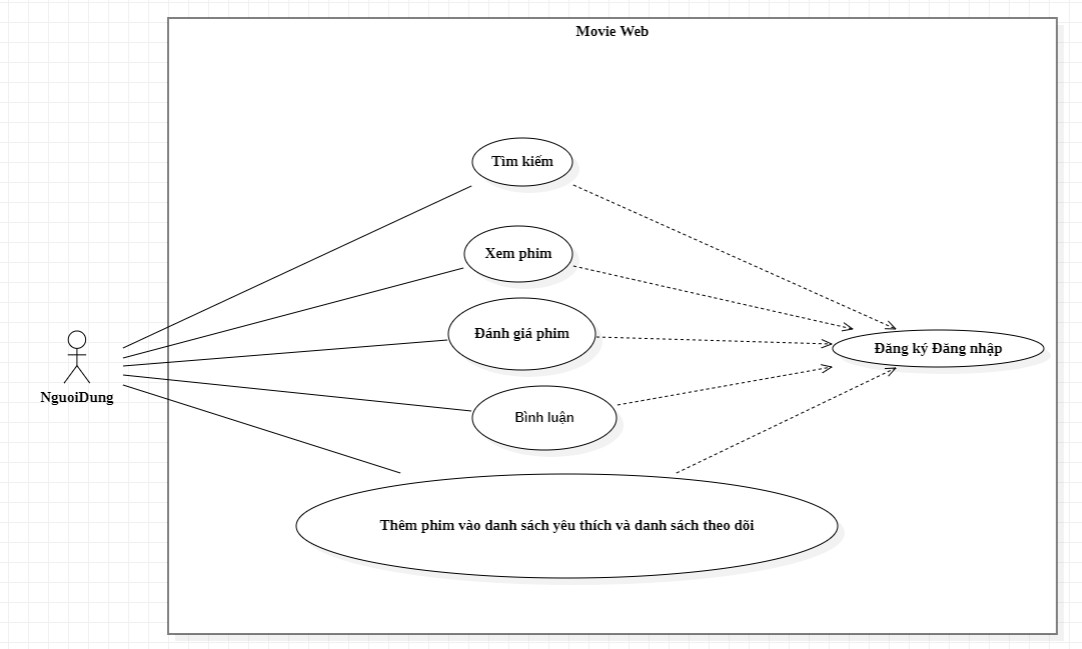 Movie Web
Tìm kiếm
Xem phim
Đánh giá phim
Đăng ký Đăng nhập
NguoiDung
Bình luận
Thêm phim vào danh sách yêu thích và danh sách theo dõi